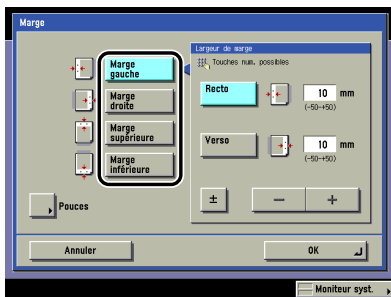 Marge
Largeur de marge
Touches num. possibles
Marge
gauche
Recto
10 mm
(-50~+50)
Marge
droite
Marge
supérieure
Verso
10 mm
(-50~+50)
Marge
inférieure
±
−
+
Pouces
Annuler
OK
Moniteur syst.